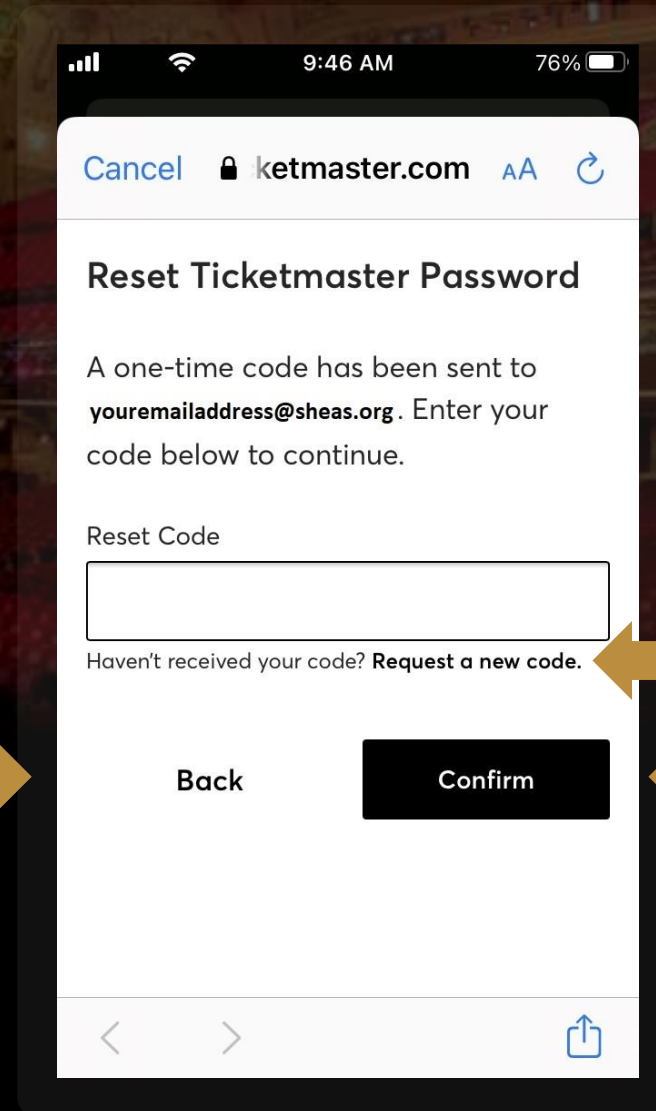 9:46 AM 76%
Cancel ketmaster.com AA
Reset Ticketmaster Password
A one-time code has been sent to
youremailaddress@sheas.org. Enter your
code below to continue.
Reset Code
Haven't received your code? Request a new code.
Back Confirm